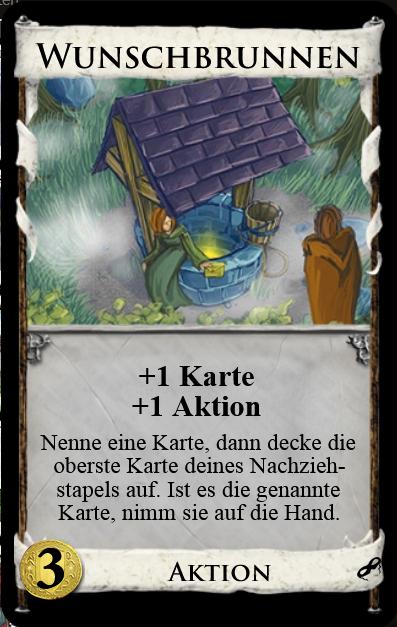 WUNSCHBRUNNEN
+1 Karte
+1 Aktion
Nenne eine Karte, dann decke die
oberste Karte deines Nachzieh-
stapels auf. Ist es die genannte
Karte, nimm sie auf die Hand.
3
AKTION